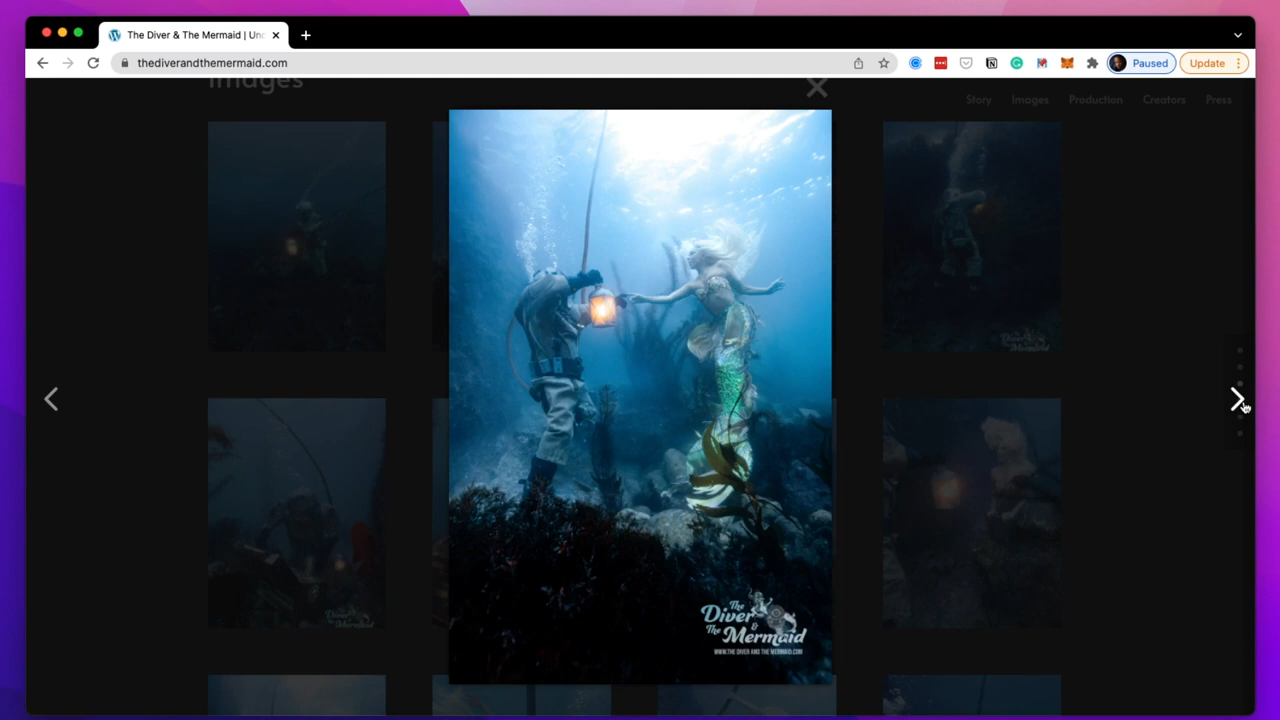 The Diver & The Mermaid | Unc
thediverandthemermaid.com
Paused
Update
Images
Story
Images
Production
Creators
Press
The
Diver
&
The Mermaid
WWW.THE DIVER AND THE MERMAID.COM